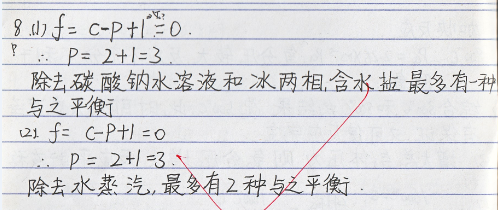 8.(1) f = C-P+1 = 0.
∴ P = 2+1=3.
除去碳酸钠水溶液和冰两相,含水盐最多有一种
与之平衡
(2) f = C-P+1 = 0
∴ P = 2+1=3.
除去水蒸汽,最多有2种与之平衡.